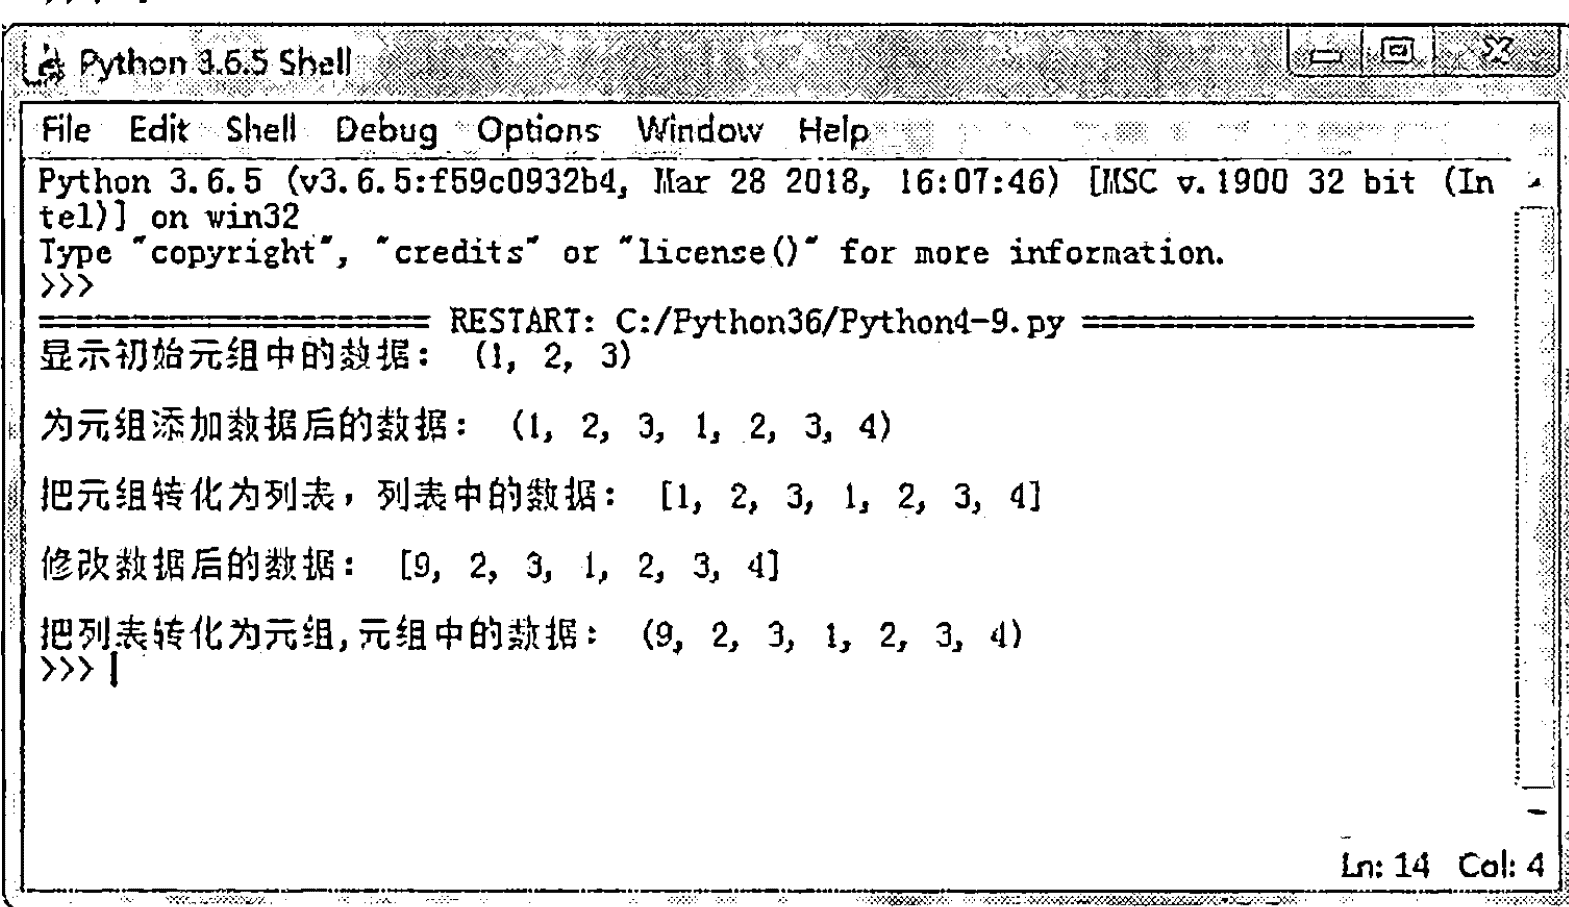 Python 3.6.5 Shell
File Edit Shell Debug Options Window Help
Python 3.6.5 (v3.6.5:f59c0932b4, Mar 28 2018, 16:07:46) [MSC v.1900 32 bit (In
tel)] on win32
Type "copyright", "credits" or "license()" for more information.
>>>
===================== RESTART: C:/Python36/Python4-9.py =====================
显示初始元组中的数据： (1, 2, 3)
为元组添加数据后的数据： (1, 2, 3, 1, 2, 3, 4)
把元组转化为列表，列表中的数据： [1, 2, 3, 1, 2, 3, 4]
修改数据后的数据： [9, 2, 3, 1, 2, 3, 4]
把列表转化为元组,元组中的数据： (9, 2, 3, 1, 2, 3, 4)
>>>
Ln: 14 Col: 4